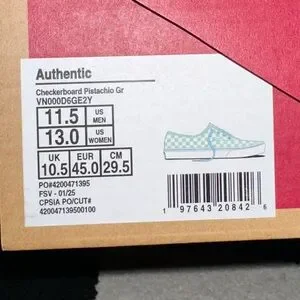 Authentic
Checkerboard Pistachio Gr
VN000D6GE2Y
11.5 US MEN
13.0 US WOMEN
UK EUR CM
10.5 45.0 29.5
PO#4200471395
FSV - 01/25
CPSIA PO/CUT#
420047139500100
1 97643 20842 6